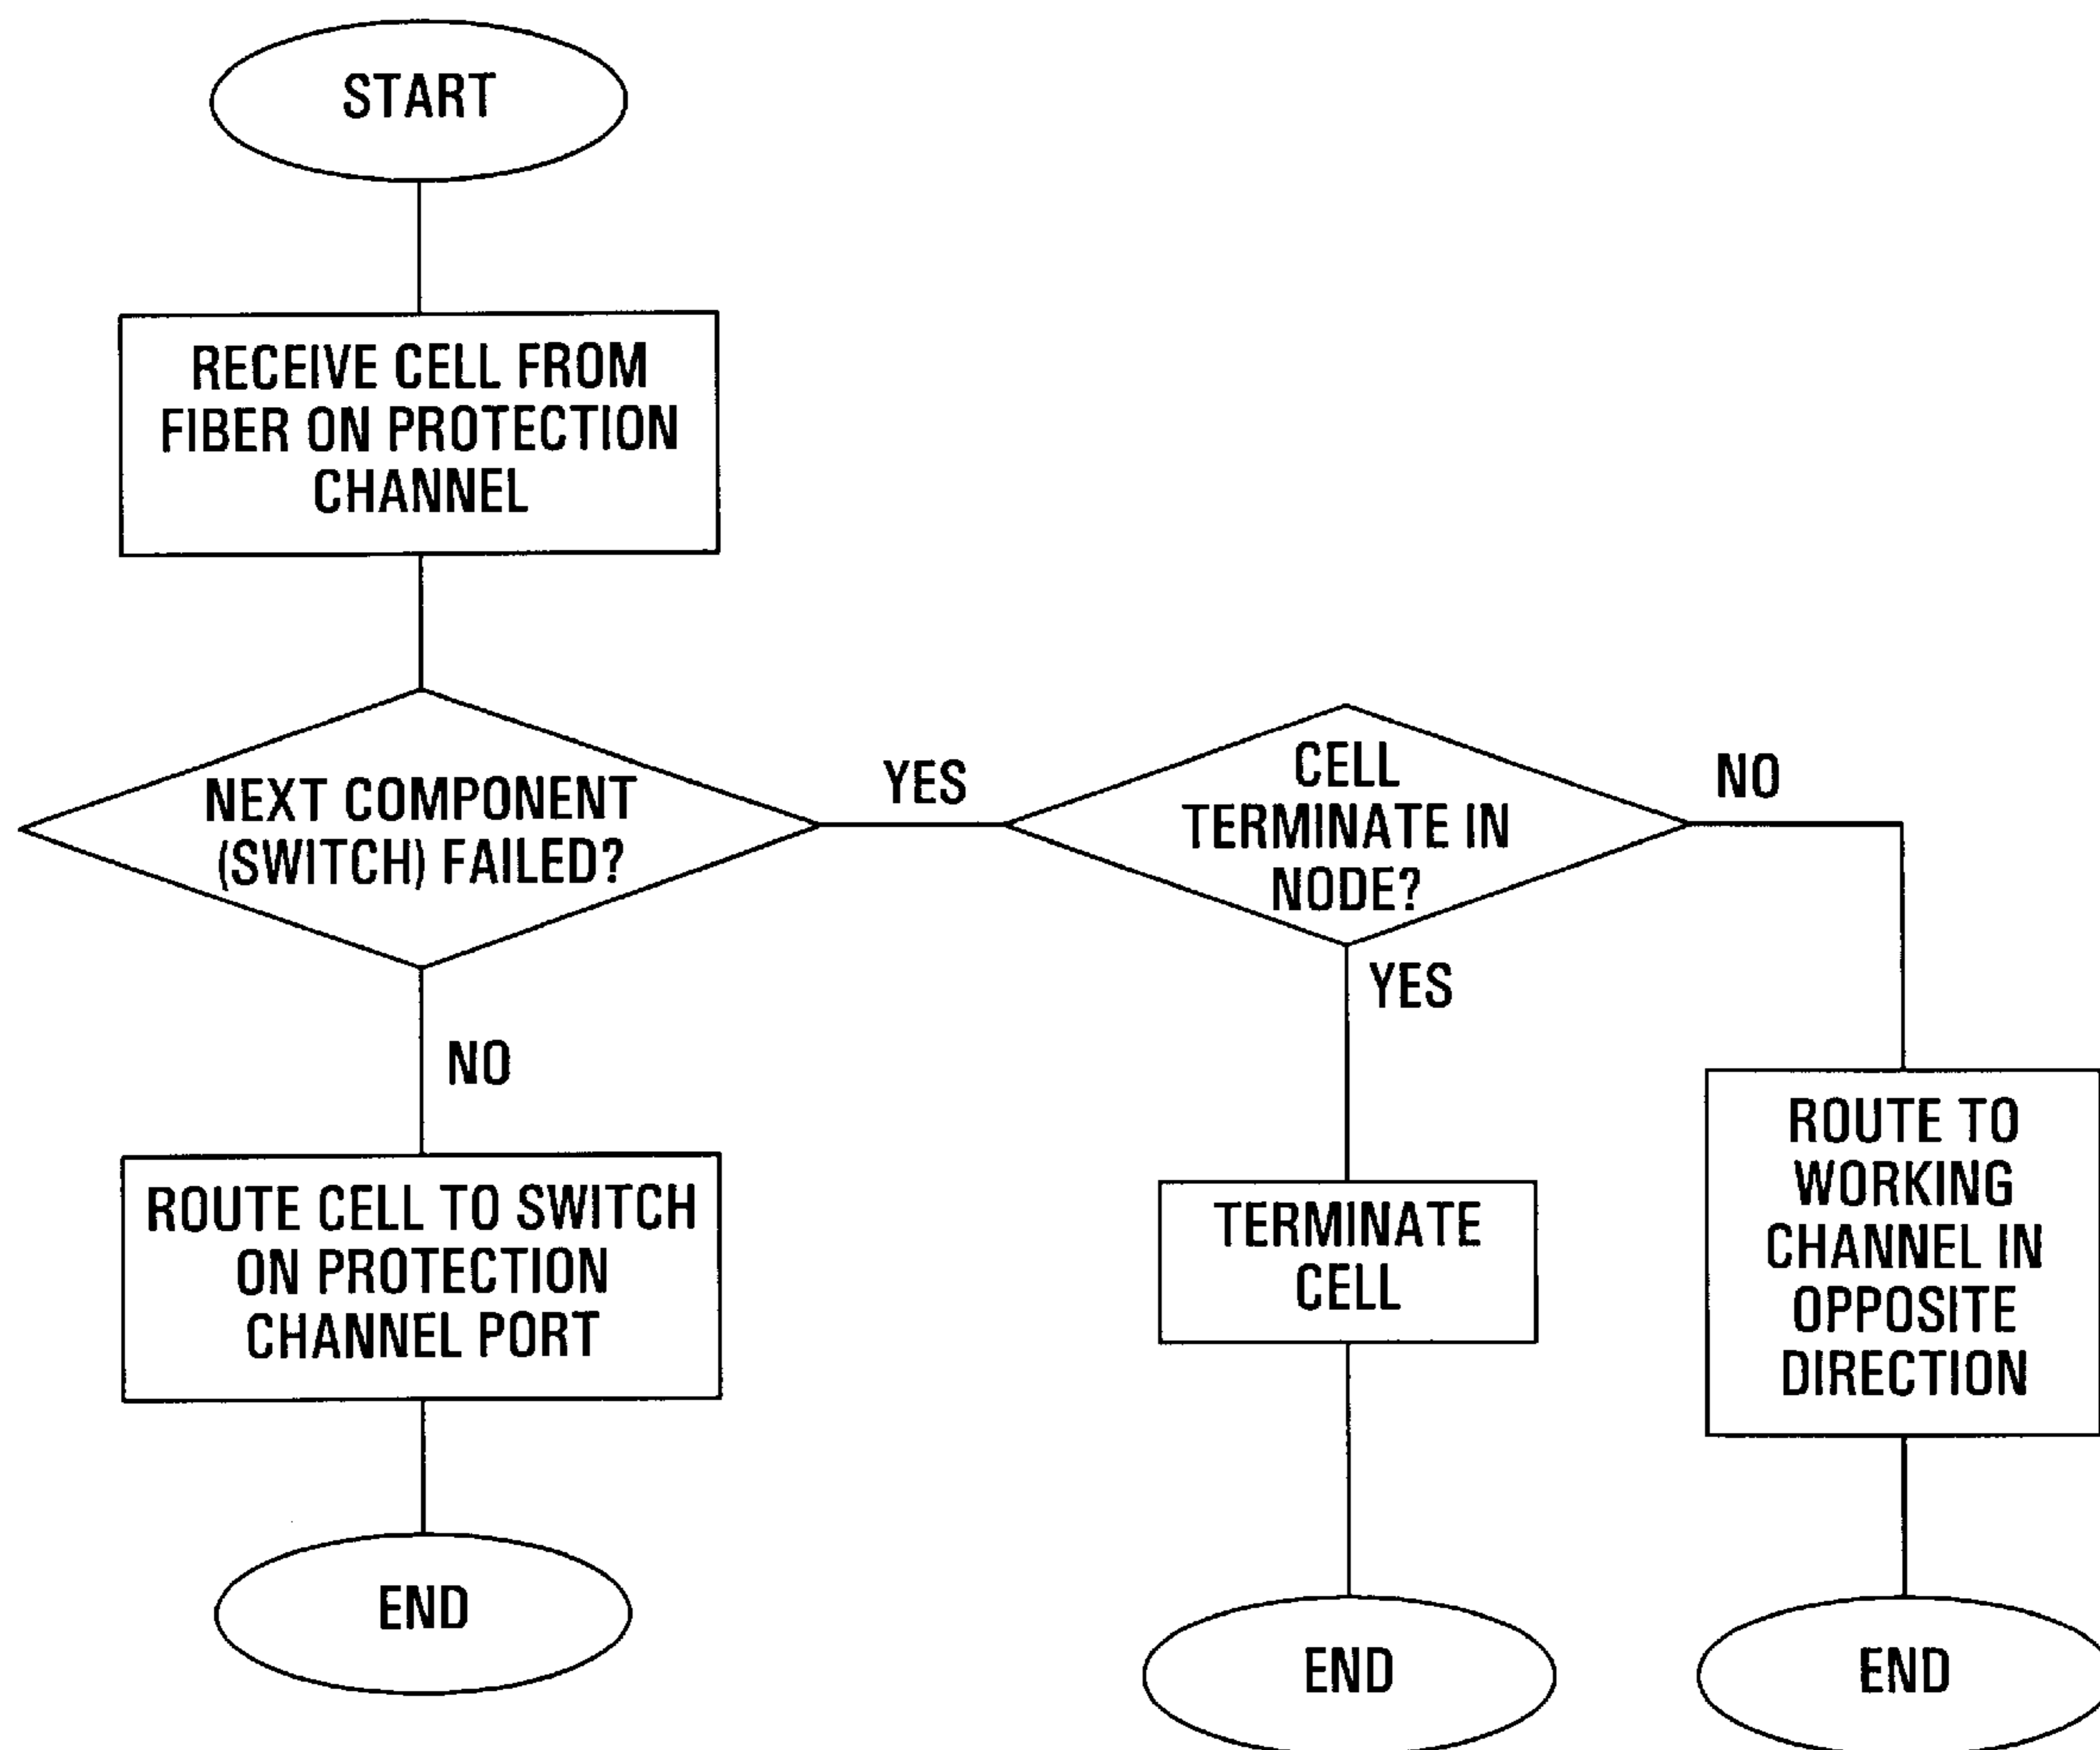 START
RECEIVE CELL FROM
FIBER ON PROTECTION
CHANNEL
NEXT COMPONENT
(SWITCH) FAILED?
YES
CELL
TERMINATE IN
NODE?
NO
YES
NO
ROUTE CELL TO SWITCH
ON PROTECTION
CHANNEL PORT
TERMINATE
CELL
ROUTE TO
WORKING
CHANNEL IN
OPPOSITE
DIRECTION
END
END
END